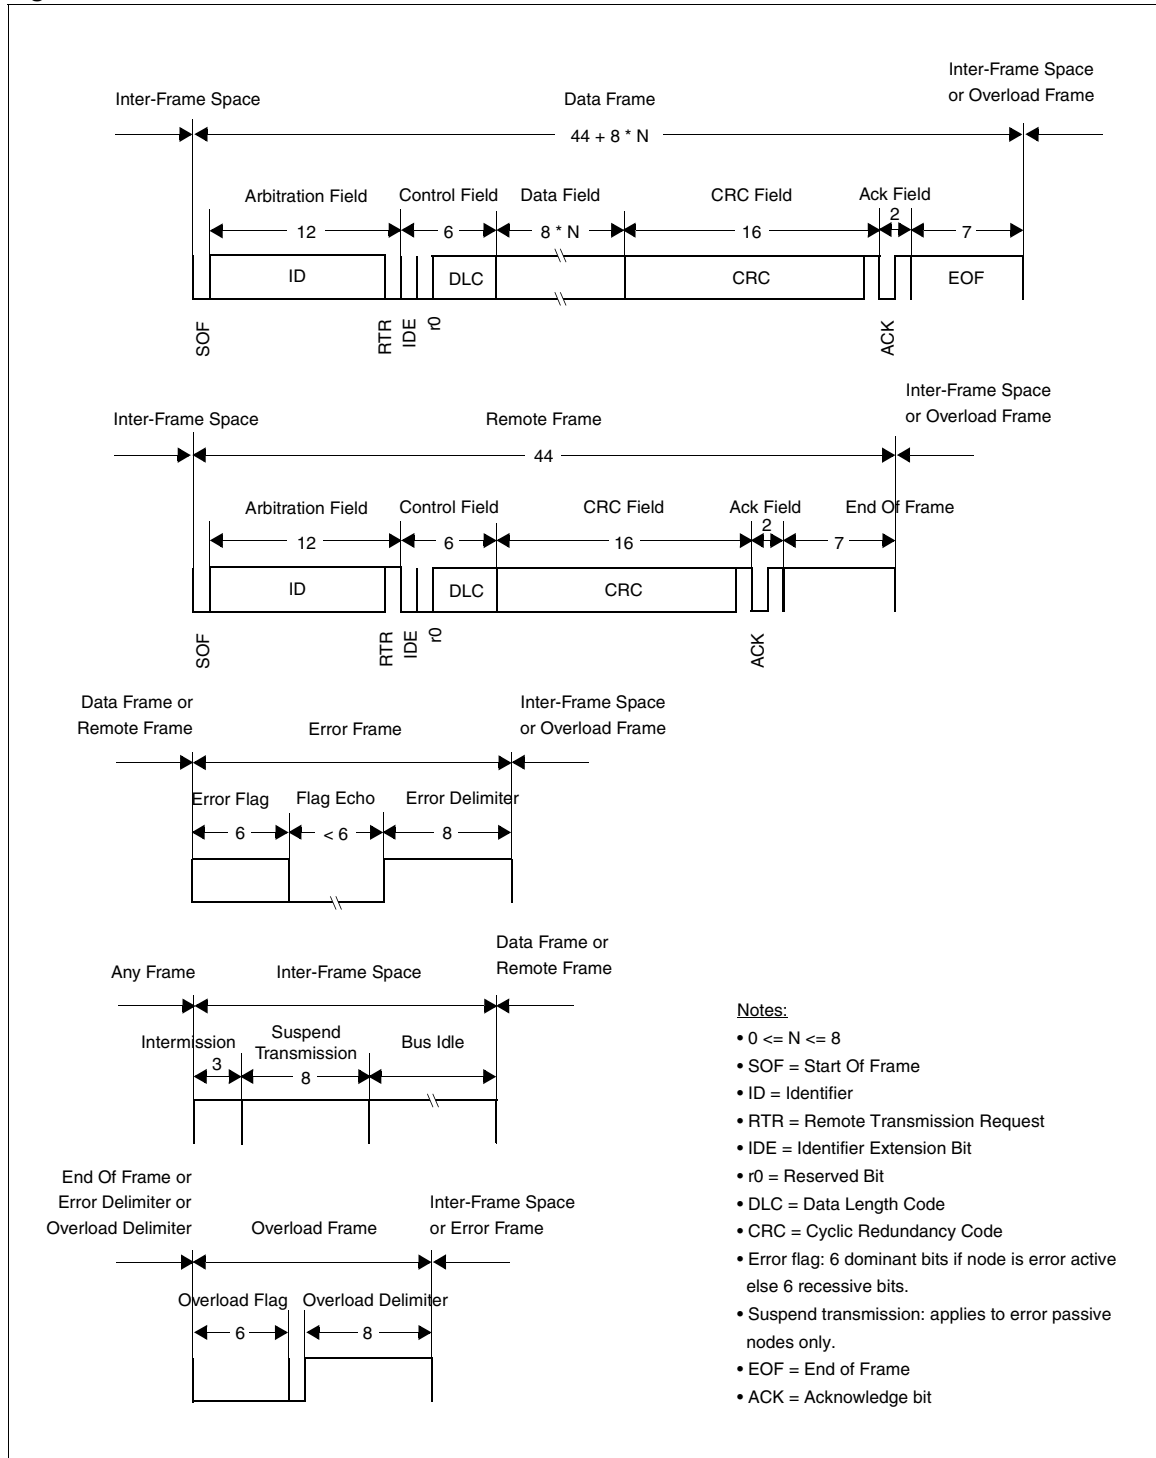 Inter-Frame Space
Data Frame
Inter-Frame Space
or Overload Frame
44 + 8 * N
Arbitration Field
Control Field
Data Field
CRC Field
Ack Field
12
6
8 * N
16
2
7
ID
DLC
CRC
EOF
SOF
RTR
IDE
r0
ACK
Inter-Frame Space
Remote Frame
Inter-Frame Space
or Overload Frame
44
Arbitration Field
Control Field
CRC Field
Ack Field
End Of Frame
12
6
16
2
7
ID
DLC
CRC
SOF
RTR
IDE
r0
ACK
Data Frame or
Remote Frame
Error Frame
Inter-Frame Space
or Overload Frame
Error Flag
Flag Echo
Error Delimiter
6
< 6
8
Any Frame
Inter-Frame Space
Data Frame or
Remote Frame
Intermission
3
Suspend
Transmission
8
Bus Idle
End Of Frame or
Error Delimiter or
Overload Delimiter
Overload Frame
Inter-Frame Space
or Error Frame
Overload Flag
Overload Delimiter
6
8
Notes:
• 0 <= N <= 8
• SOF = Start Of Frame
• ID = Identifier
• RTR = Remote Transmission Request
• IDE = Identifier Extension Bit
• r0 = Reserved Bit
• DLC = Data Length Code
• CRC = Cyclic Redundancy Code
• Error flag: 6 dominant bits if node is error active
else 6 recessive bits.
• Suspend transmission: applies to error passive
nodes only.
• EOF = End of Frame
• ACK = Acknowledge bit